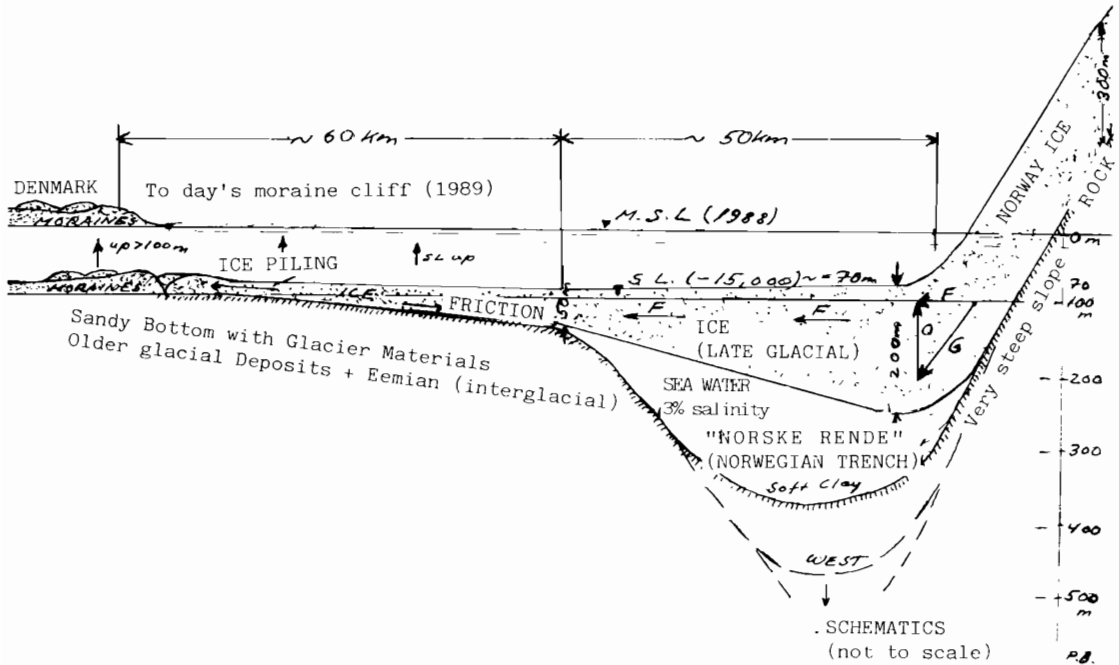 ~ 60 km
~ 50km
300m
DENMARK
To day's moraine cliff (1989)
MORAINES
M.S.L (1988)
NORWAY ICE
ROCK
0m
up>100m
ICE PILING
SL up
S.L. (-15,000)~ -70m
70
100
m
MORAINES
ICE
FRICTION
F
F
F
ICE
(LATE GLACIAL)
200m
G
Very steep slope
Sandy Bottom with Glacier Materials
Older glacial Deposits + Eemian (interglacial)
-200
SEA WATER
3% salinity
"NORSKE RENDE"
(NORWEGIAN TRENCH)
-300
Soft Clay
-400
WEST
-500
m
.SCHEMATICS
(not to scale)
P.B.